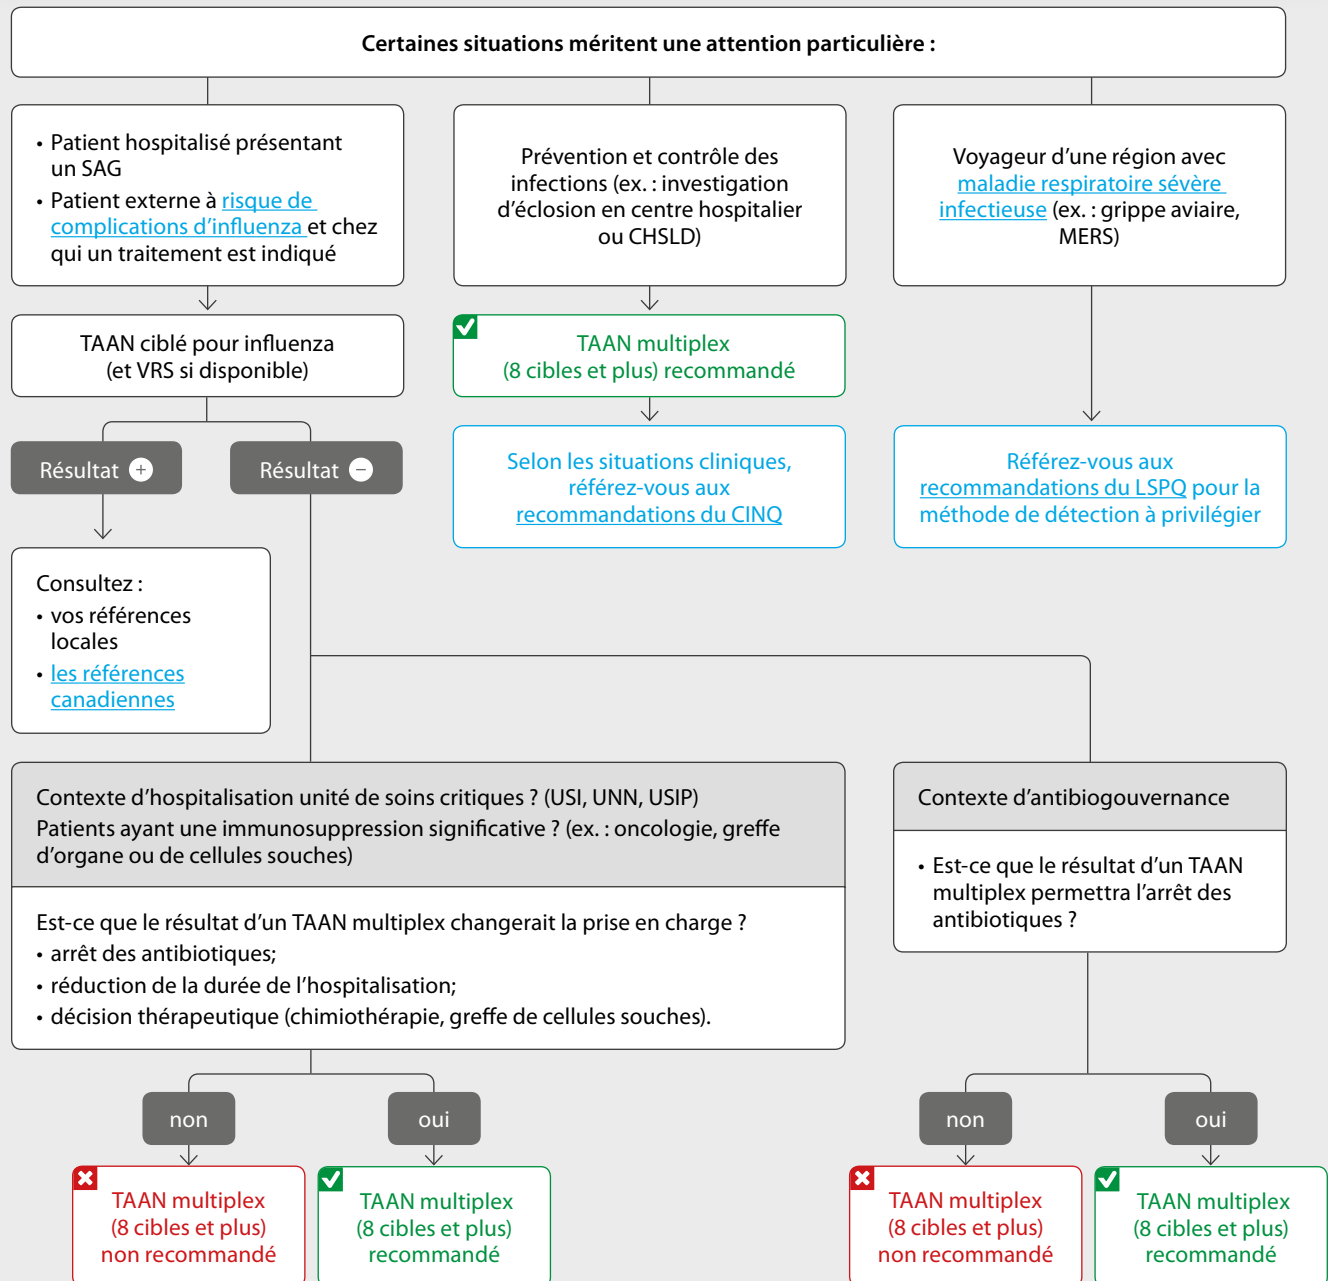 Certaines situations méritent une attention particulière :
• Patient hospitalisé présentant
un SAG
• Patient externe à risque de
complications d'influenza et chez
qui un traitement est indiqué
Prévention et contrôle des
infections (ex. : investigation
d'éclosion en centre hospitalier
ou CHSLD)
Voyageur d'une région avec
maladie respiratoire sévère
infectieuse (ex. : grippe aviaire,
MERS)
TAAN ciblé pour influenza
(et VRS si disponible)
TAAN multiplex
(8 cibles et plus) recommandé
Résultat +
Résultat −
Selon les situations cliniques,
référez-vous aux
recommandations du CINQ
Référez-vous aux
recommandations du LSPQ pour la
méthode de détection à privilégier
Consultez :
• vos références
locales
• les références
canadiennes
Contexte d'hospitalisation unité de soins critiques ? (USI, UNN, USIP)
Patients ayant une immunosuppression significative ? (ex. : oncologie, greffe
d'organe ou de cellules souches)
Est-ce que le résultat d'un TAAN multiplex changerait la prise en charge ?
• arrêt des antibiotiques;
• réduction de la durée de l'hospitalisation;
• décision thérapeutique (chimiothérapie, greffe de cellules souches).
Contexte d'antibiogouvernance
• Est-ce que le résultat d'un TAAN
multiplex permettra l'arrêt des
antibiotiques ?
non
oui
non
oui
TAAN multiplex
(8 cibles et plus)
non recommandé
TAAN multiplex
(8 cibles et plus)
recommandé
TAAN multiplex
(8 cibles et plus)
non recommandé
TAAN multiplex
(8 cibles et plus)
recommandé